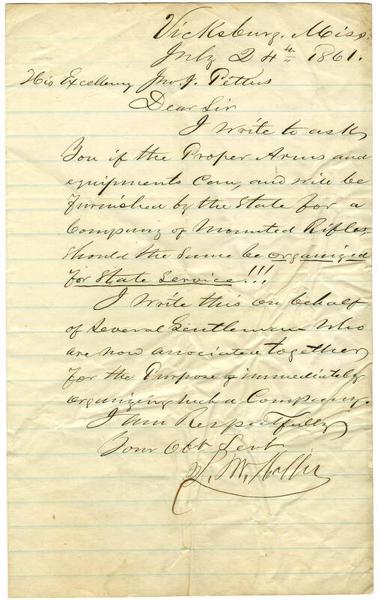 Vicksburg, Miss.
July 24th 1861.
His Excellency Jno. J. Pettus
Dear Sir
I write to ask
You if the Proper Arms and
equipments Can, and will be
furnished by the State for a
Company of Mounted Rifles,
should the same be organized
for State Service!!!
I write this on behalf
of Several Gentlemen who
are now associated together
for the Purpose of immediately
organizing such a Company.
I am Respectfully
Your Obt Servt